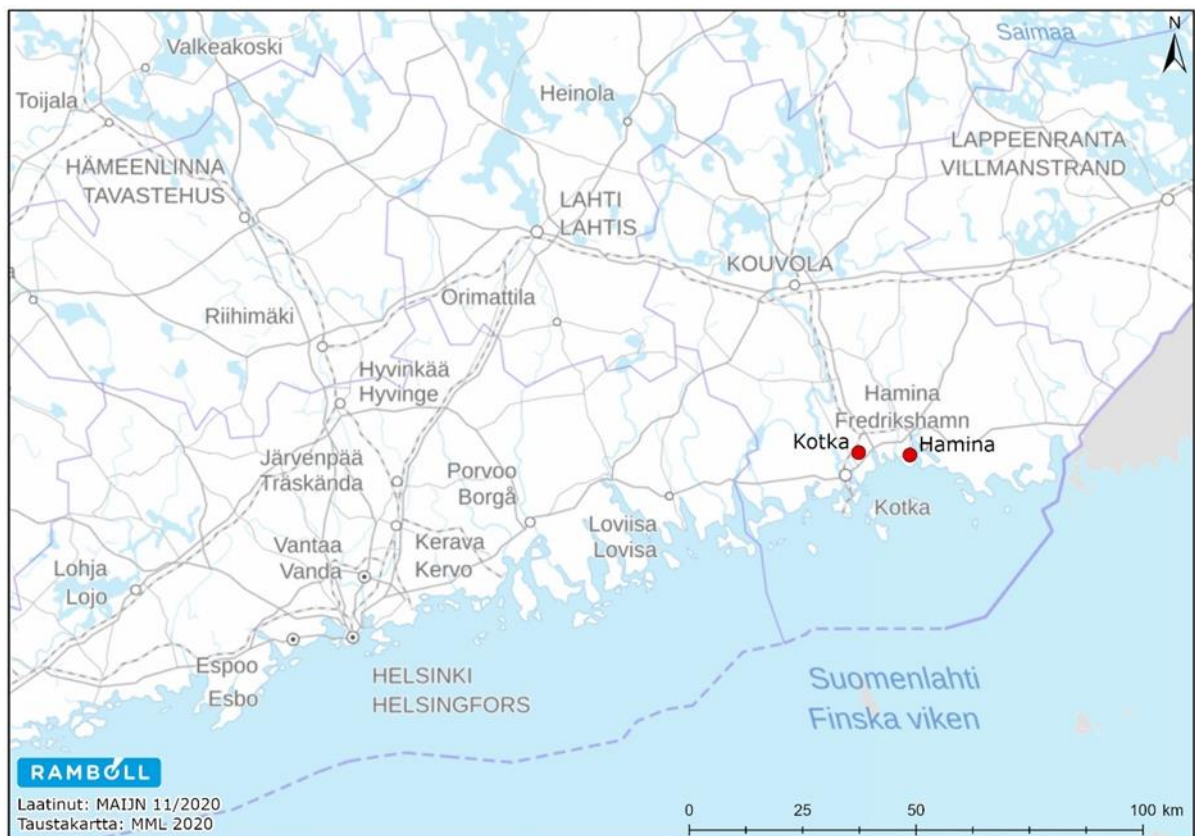 Valkeakoski
Saimaa
N
Toijala
Heinola
HÄMEENLINNA
TAVASTEHUS
LAPPEENRANTA
VILLMANSTRAND
LAHTI
LAHTIS
KOUVOLA
Orimattila
Riihimäki
Hyvinkää
Hyvinge
Hamina
Fredrikshamn
Kotka
Hamina
Järvenpää
Träskända
Porvoo
Borgå
Kotka
Loviisa
Lovisa
Vantaa
Vanda
Kerava
Kervo
Lohja
Lojo
Espoo
Esbo
HELSINKI
HELSINGFORS
Suomenlahti
Finska viken
RAMBOLL
Laatinut: MAIJN 11/2020
Taustakartta: MML 2020
0 25 50 100 km